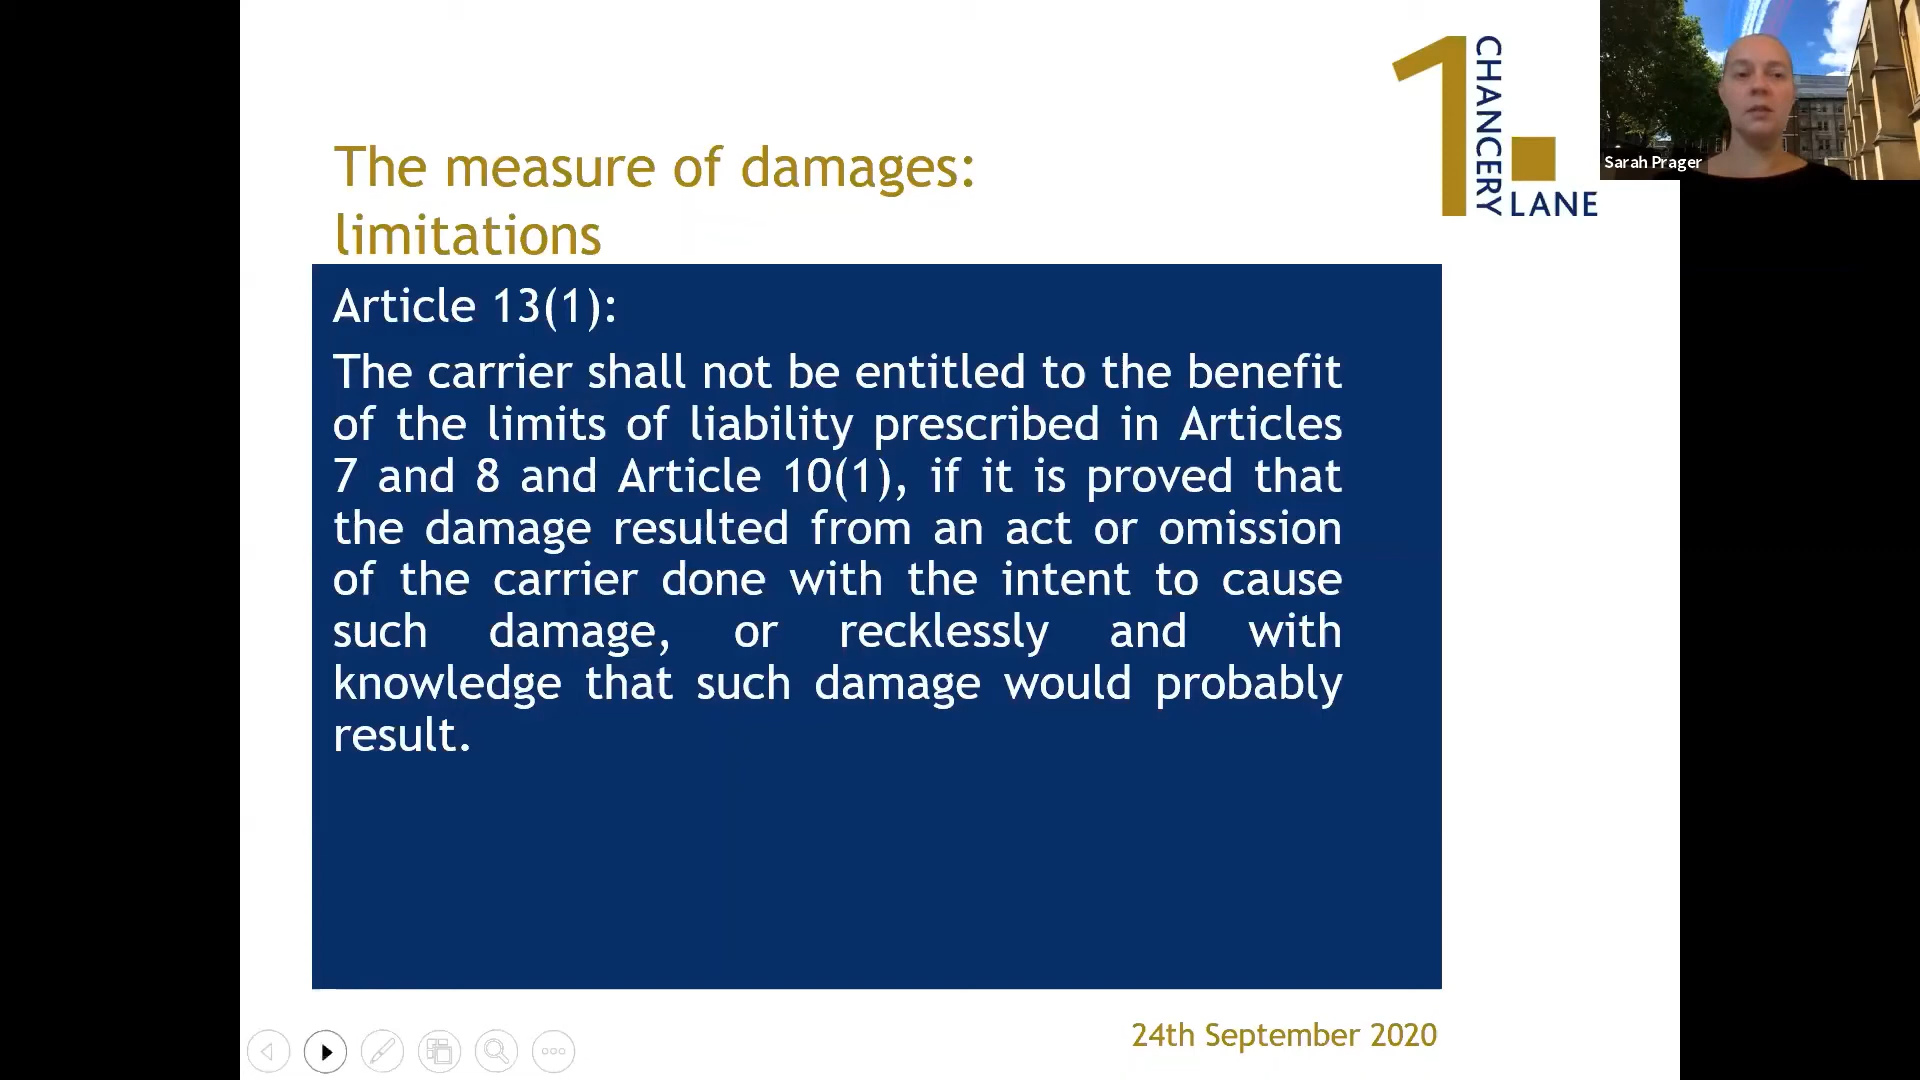 The measure of damages:
limitations
1 CHANCERY
LANE
Sarah Prager
Article 13(1):
The carrier shall not be entitled to the benefit
of the limits of liability prescribed in Articles
7 and 8 and Article 10(1), if it is proved that
the damage resulted from an act or omission
of the carrier done with the intent to cause
such damage, or recklessly and with
knowledge that such damage would probably
result.
24th September 2020